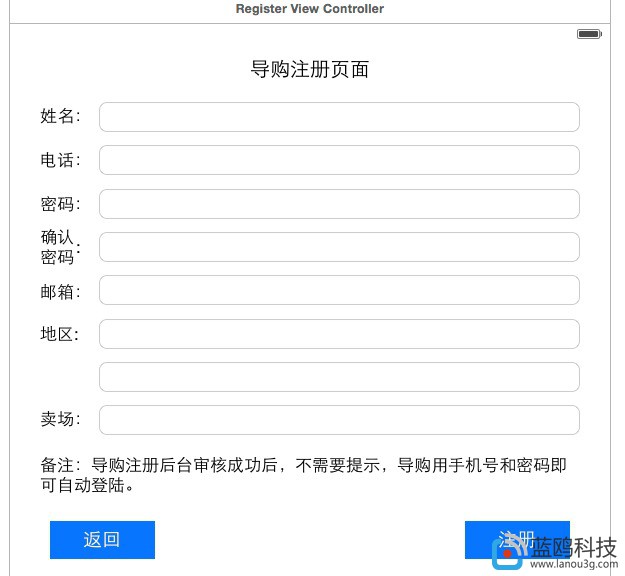 Register View Controller
导购注册页面
姓名：
电话：
密码：
确认
密码：
邮箱：
地区:
卖场：
备注：导购注册后台审核成功后，不需要提示，导购用手机号和密码即
可自动登陆。
返回
注册
蓝鸥科技
www.lanou3g.com